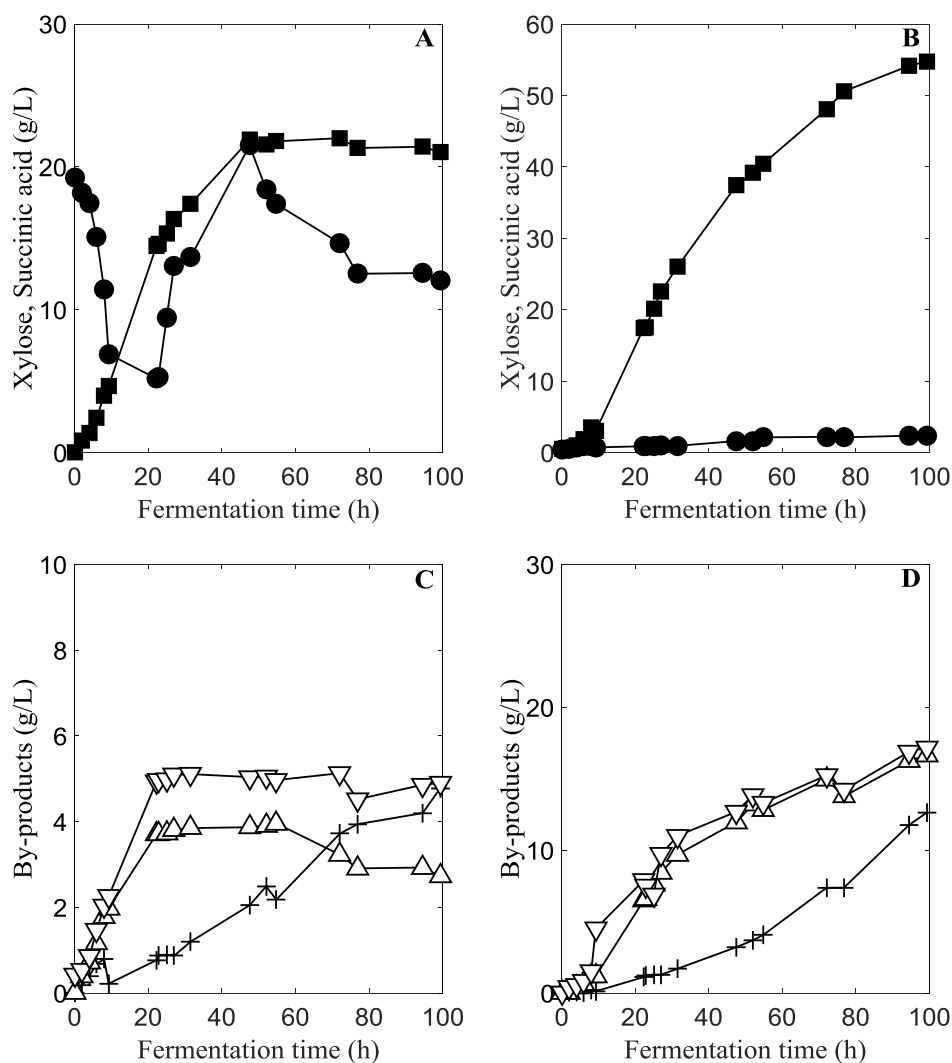 A
Xylose, Succinic acid (g/L)
30
20
10
0
0 20 40 60 80 100
Fermentation time (h)
B
Xylose, Succinic acid (g/L)
60
50
40
30
20
10
0
0 20 40 60 80 100
Fermentation time (h)
C
By-products (g/L)
10
8
6
4
2
0
0 20 40 60 80 100
Fermentation time (h)
D
By-products (g/L)
30
20
10
0
0 20 40 60 80 100
Fermentation time (h)